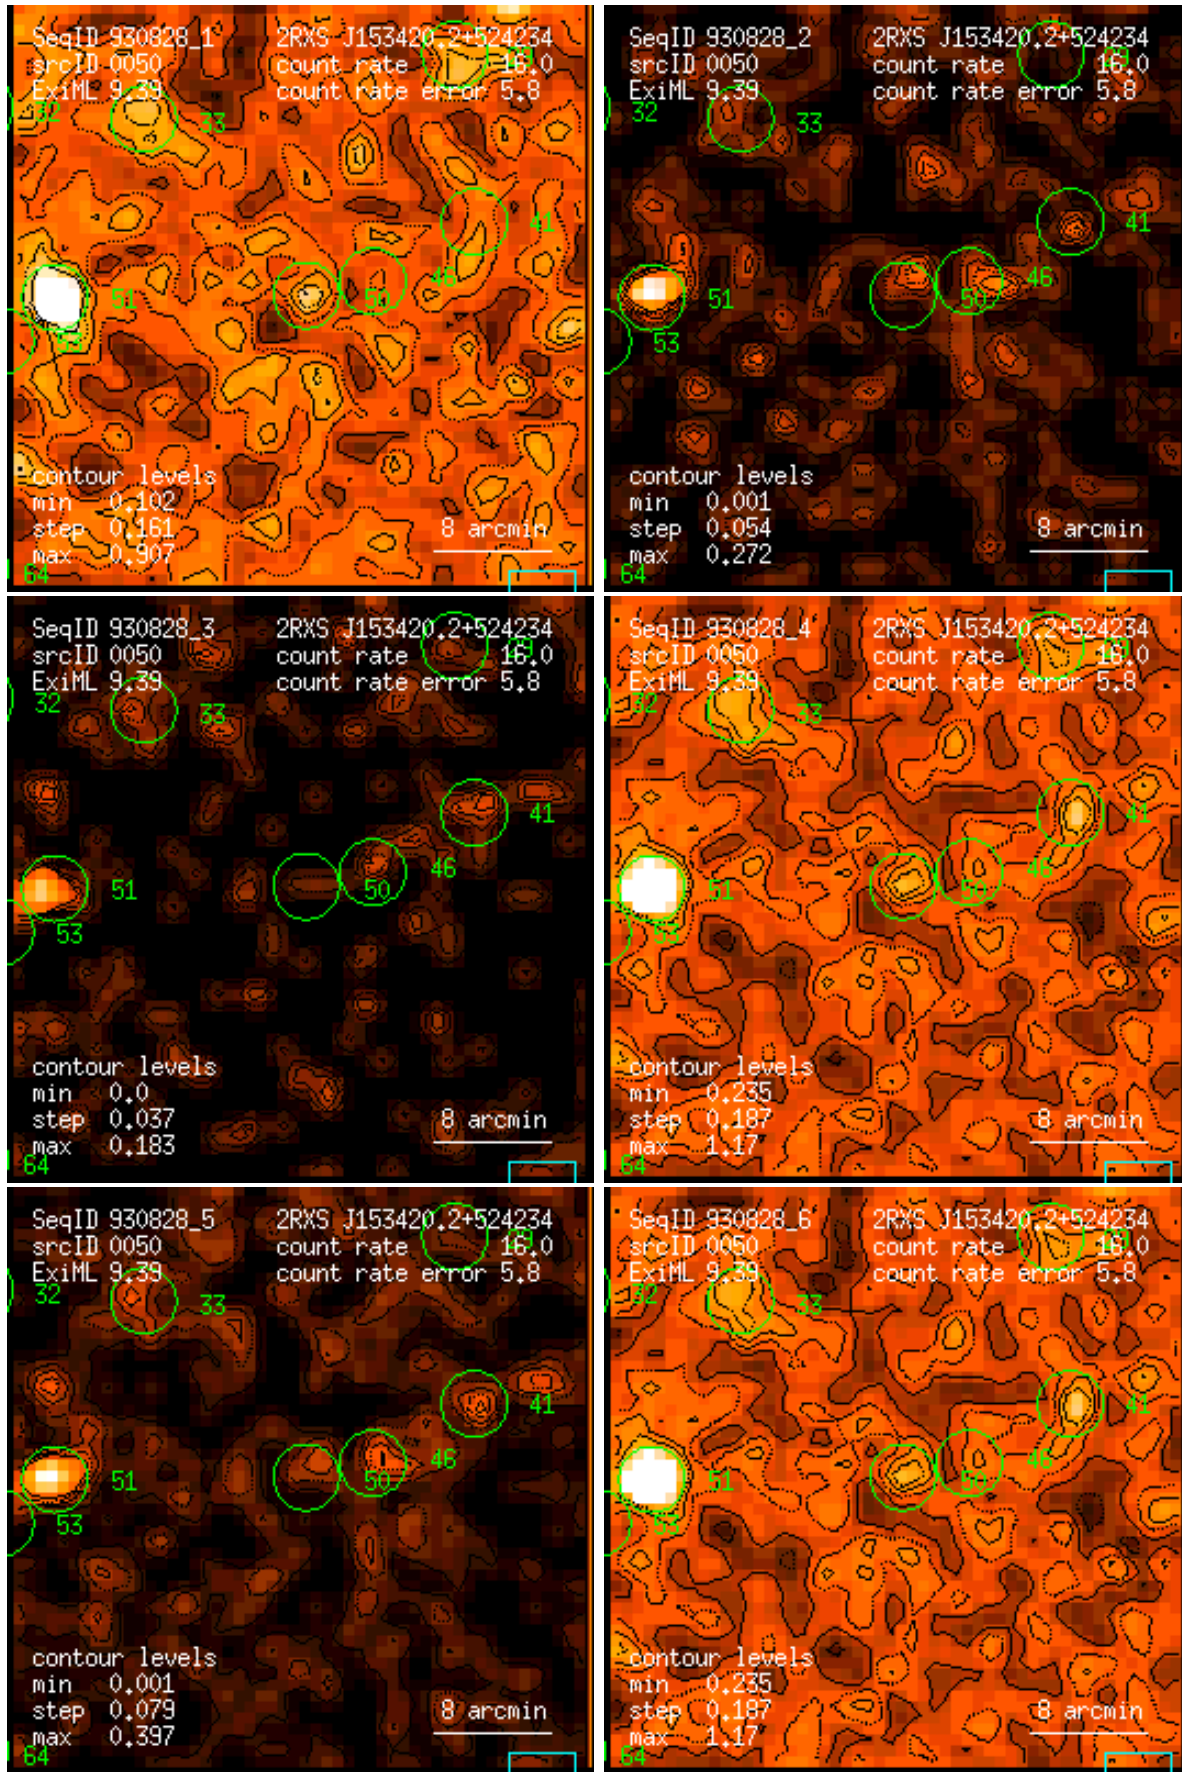 SeqID 930828_1 2RXS J153420.2+524234
srcID 0050 count rate 16.0
ExiML 9.39 count rate error 5.8
32 33
41
46
51 50
53
contour levels
min 0.102
step 0.161
max 0.907
8 arcmin
64
SeqID 930828_2 2RXS J153420.2+524234
srcID 0050 count rate 16.0
ExiML 9.39 count rate error 5.8
32 33
41
46
51 50
53
contour levels
min 0.001
step 0.054
max 0.272
8 arcmin
64
SeqID 930828_3 2RXS J153420.2+524234
srcID 0050 count rate 16.0
ExiML 9.39 count rate error 5.8
32 33
41
46
51 50
53
contour levels
min 0.0
step 0.037
max 0.183
8 arcmin
64
SeqID 930828_4 2RXS J153420.2+524234
srcID 0050 count rate 16.0
ExiML 9.39 count rate error 5.8
32 33
41
46
51 50
53
contour levels
min 0.235
step 0.187
max 1.17
8 arcmin
64
SeqID 930828_5 2RXS J153420.2+524234
srcID 0050 count rate 16.0
ExiML 9.39 count rate error 5.8
32 33
41
46
51 50
53
contour levels
min 0.001
step 0.079
max 0.397
8 arcmin
64
SeqID 930828_6 2RXS J153420.2+524234
srcID 0050 count rate 16.0
ExiML 9.39 count rate error 5.8
32 33
41
46
51 50
53
contour levels
min 0.235
step 0.187
max 1.17
8 arcmin
64